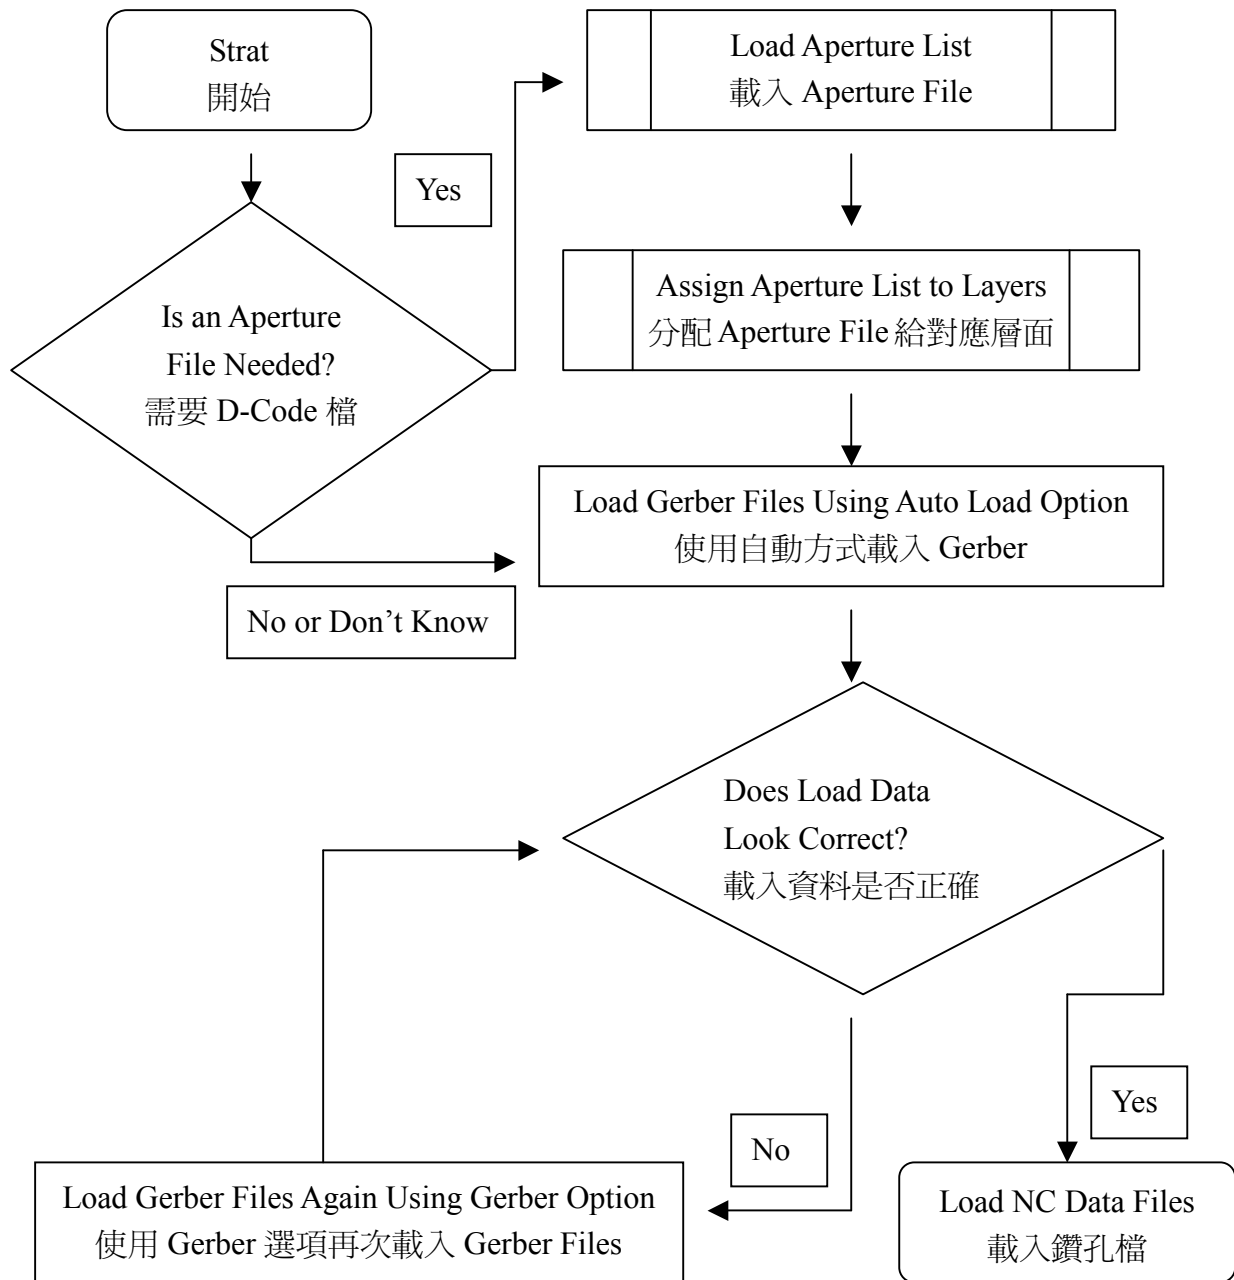 Strat
開始
Yes
Load Aperture List
載入 Aperture File
Is an Aperture
File Needed?
需要 D-Code 檔
Assign Aperture List to Layers
分配 Aperture File 給對應層面
No or Don’t Know
Load Gerber Files Using Auto Load Option
使用自動方式載入 Gerber
Does Load Data
Look Correct?
載入資料是否正確
No
Yes
Load Gerber Files Again Using Gerber Option
使用 Gerber 選項再次載入 Gerber Files
Load NC Data Files
載入鑽孔檔